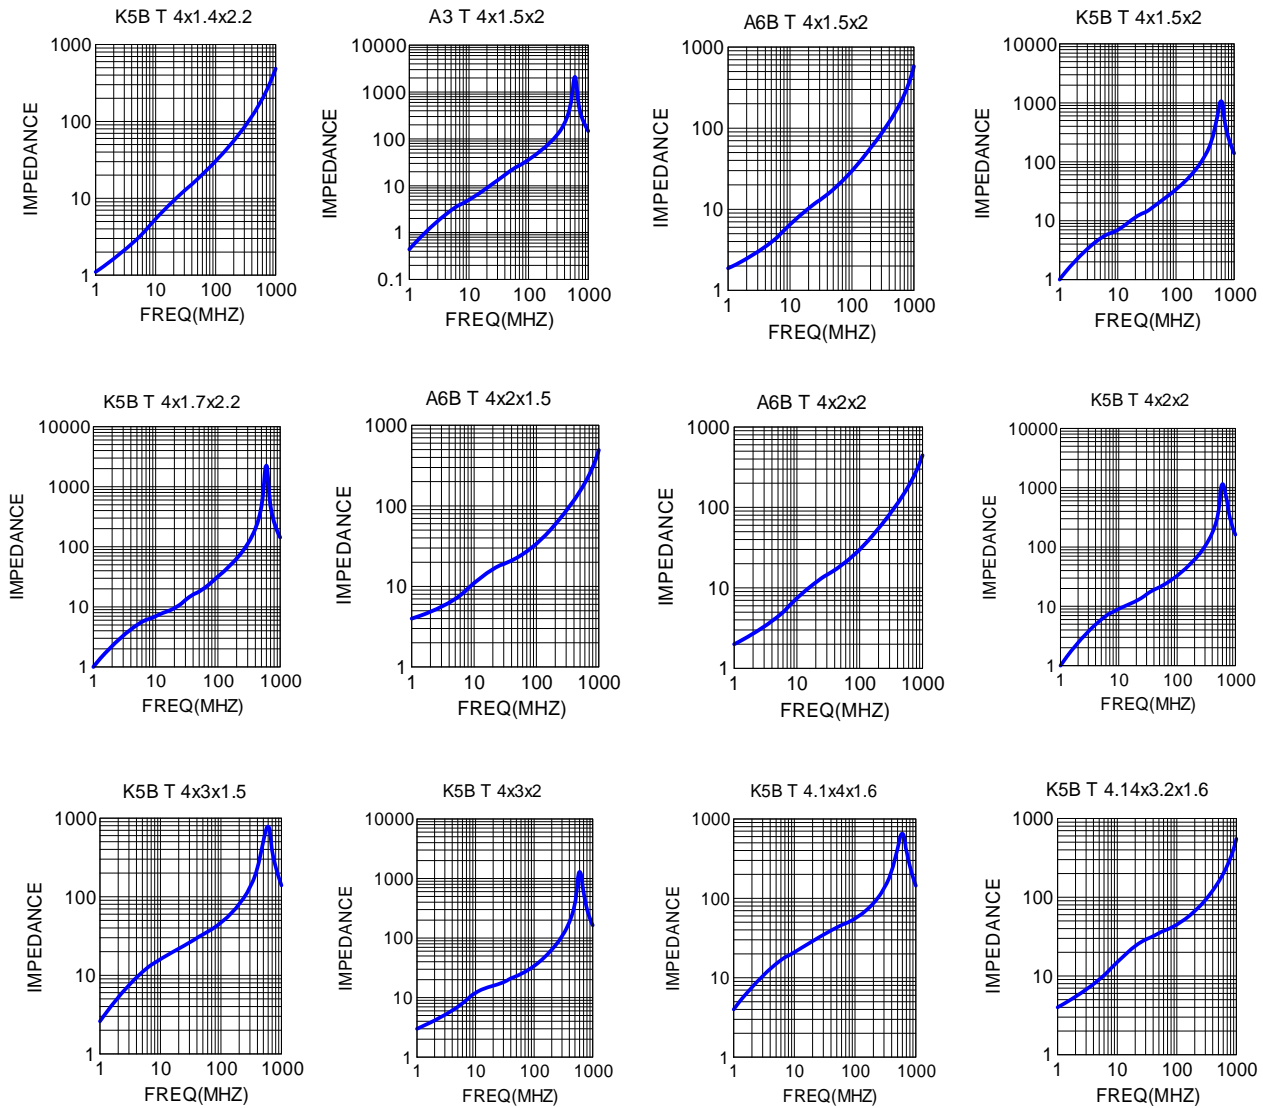 K5B T 4x1.4x2.2
1000
100
10
1
1 10 100 1000
FREQ(MHZ)
IMPEDANCE
A3 T 4x1.5x2
10000
1000
100
10
1
0.1
1 10 100 1000
FREQ(MHZ)
IMPEDANCE
A6B T 4x1.5x2
1000
100
10
1
1 10 100 1000
FREQ(MHZ)
IMPEDANCE
K5B T 4x1.5x2
10000
1000
100
10
1
1 10 100 1000
FREQ(MHZ)
IMPEDANCE
K5B T 4x1.7x2.2
10000
1000
100
10
1
1 10 100 1000
FREQ(MHZ)
IMPEDANCE
A6B T 4x2x1.5
1000
100
10
1
1 10 100 1000
FREQ(MHZ)
IMPEDANCE
A6B T 4x2x2
1000
100
10
1
1 10 100 1000
FREQ(MHZ)
IMPEDANCE
K5B T 4x2x2
10000
1000
100
10
1
1 10 100 1000
FREQ(MHZ)
IMPEDANCE
K5B T 4x3x1.5
1000
100
10
1
1 10 100 1000
FREQ(MHZ)
IMPEDANCE
K5B T 4x3x2
10000
1000
100
10
1
1 10 100 1000
FREQ(MHZ)
IMPEDANCE
K5B T 4.1x4x1.6
1000
100
10
1
1 10 100 1000
FREQ(MHZ)
IMPEDANCE
K5B T 4.14x3.2x1.6
1000
100
10
1
1 10 100 1000
FREQ(MHZ)
IMPEDANCE